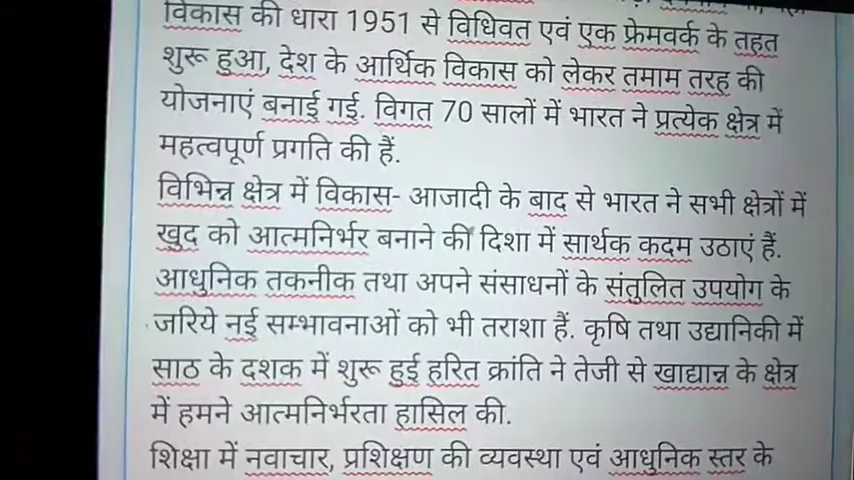 विकास की धारा 1951 से विधिवत एवं एक फ्रेमवर्क के तहत
शुरू हुआ, देश के आर्थिक विकास को लेकर तमाम तरह की
योजनाएं बनाई गई. विगत 70 सालों में भारत ने प्रत्येक क्षेत्र में
महत्वपूर्ण प्रगति की हैं.
विभिन्न क्षेत्र में विकास- आजादी के बाद से भारत ने सभी क्षेत्रों में
खुद को आत्मनिर्भर बनाने की दिशा में सार्थक कदम उठाएं हैं.
आधुनिक तकनीक तथा अपने संसाधनों के संतुलित उपयोग के
जरिये नई सम्भावनाओं को भी तराशा हैं. कृषि तथा उद्यानिकी में
साठ के दशक में शुरू हुई हरित क्रांति ने तेजी से खाद्यान्न के क्षेत्र
में हमने आत्मनिर्भरता हासिल की.
शिक्षा में नवाचार, प्रशिक्षण की व्यवस्था एवं आधुनिक स्तर के